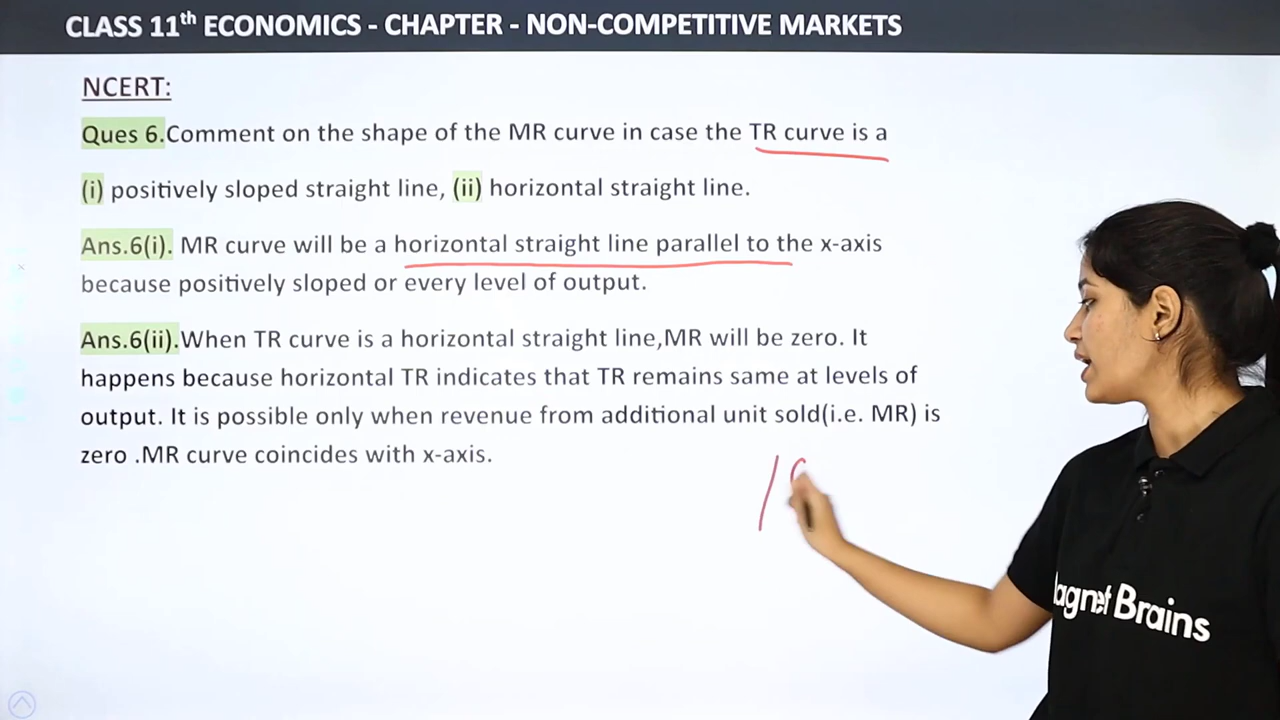 CLASS 11th ECONOMICS - CHAPTER - NON-COMPETITIVE MARKETS
NCERT:
Ques 6.Comment on the shape of the MR curve in case the TR curve is a
(i) positively sloped straight line, (ii) horizontal straight line.
Ans.6(i). MR curve will be a horizontal straight line parallel to the x-axis
because positively sloped or every level of output.
Ans.6(ii).When TR curve is a horizontal straight line,MR will be zero. It
happens because horizontal TR indicates that TR remains same at levels of
output. It is possible only when revenue from additional unit sold(i.e. MR) is
zero .MR curve coincides with x-axis.
Magnet Brains